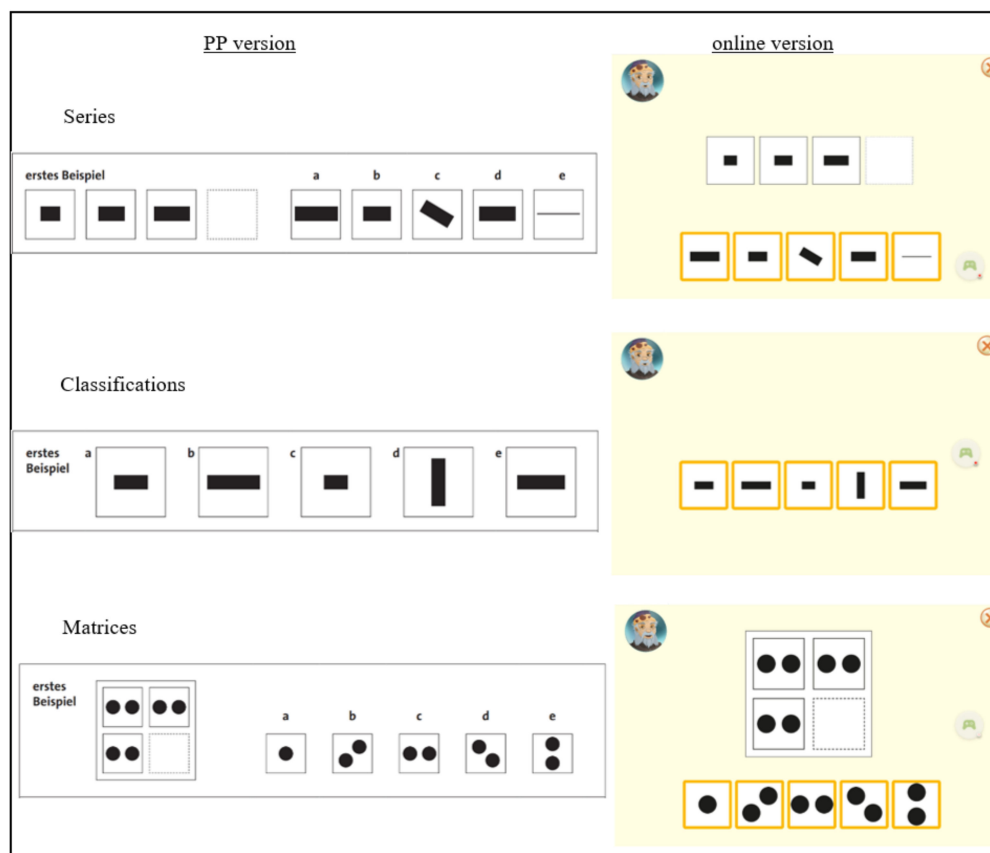 PP version
online version
Series
erstes Beispiel
a b c d e
Classifications
erstes
Beispiel
a b c d e
Matrices
erstes
Beispiel
a b c d e